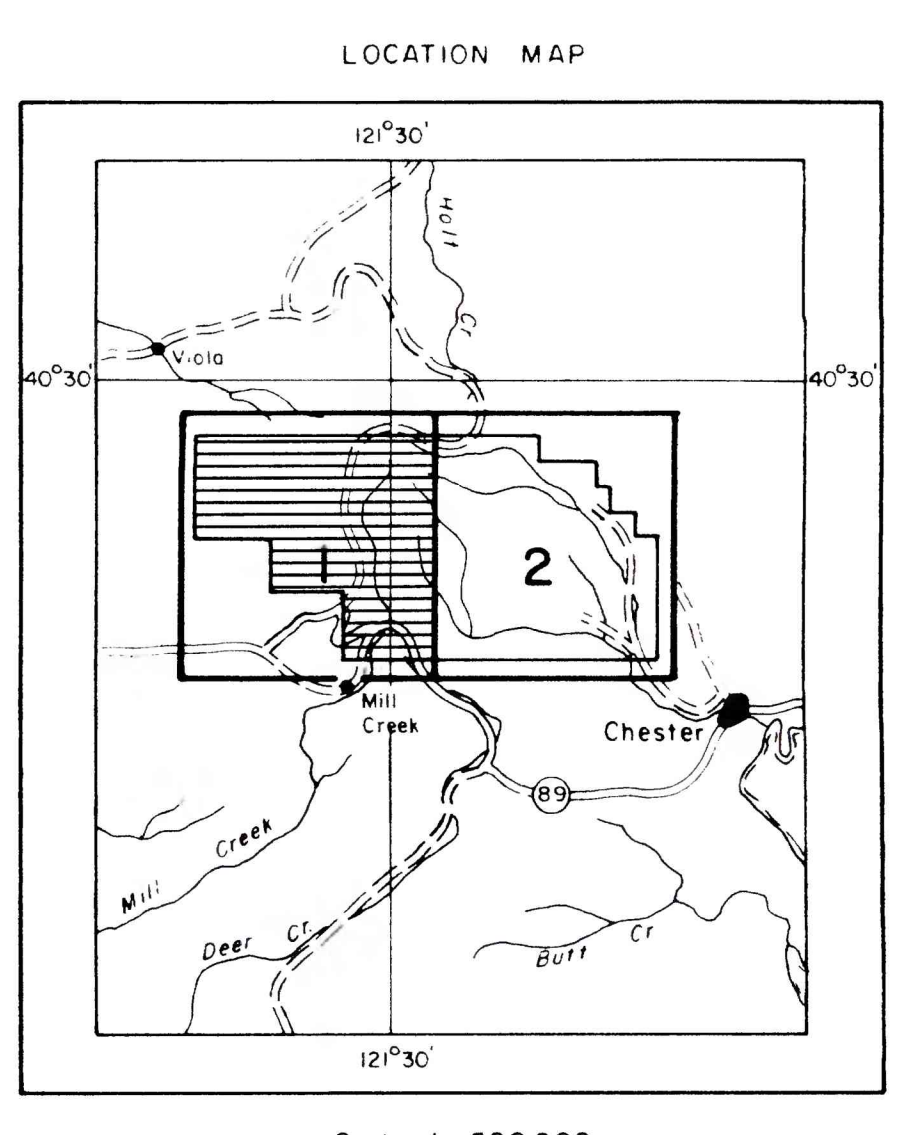 LOCATION MAP
121°30'
Halt Cr
Viola
40°30'
40°30'
1
2
Mill
Creek
Chester
89
Mill Creek
Deer Cr.
Butt Cr
121°30'